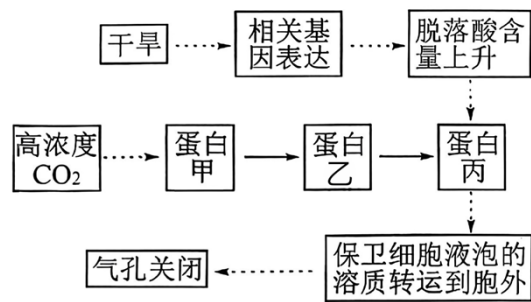 干旱
相关基
因表达
脱落酸含
量上升
高浓度
CO₂
蛋白
甲
蛋白
乙
蛋白
丙
保卫细胞液泡的
溶质转运到胞外
气孔关闭